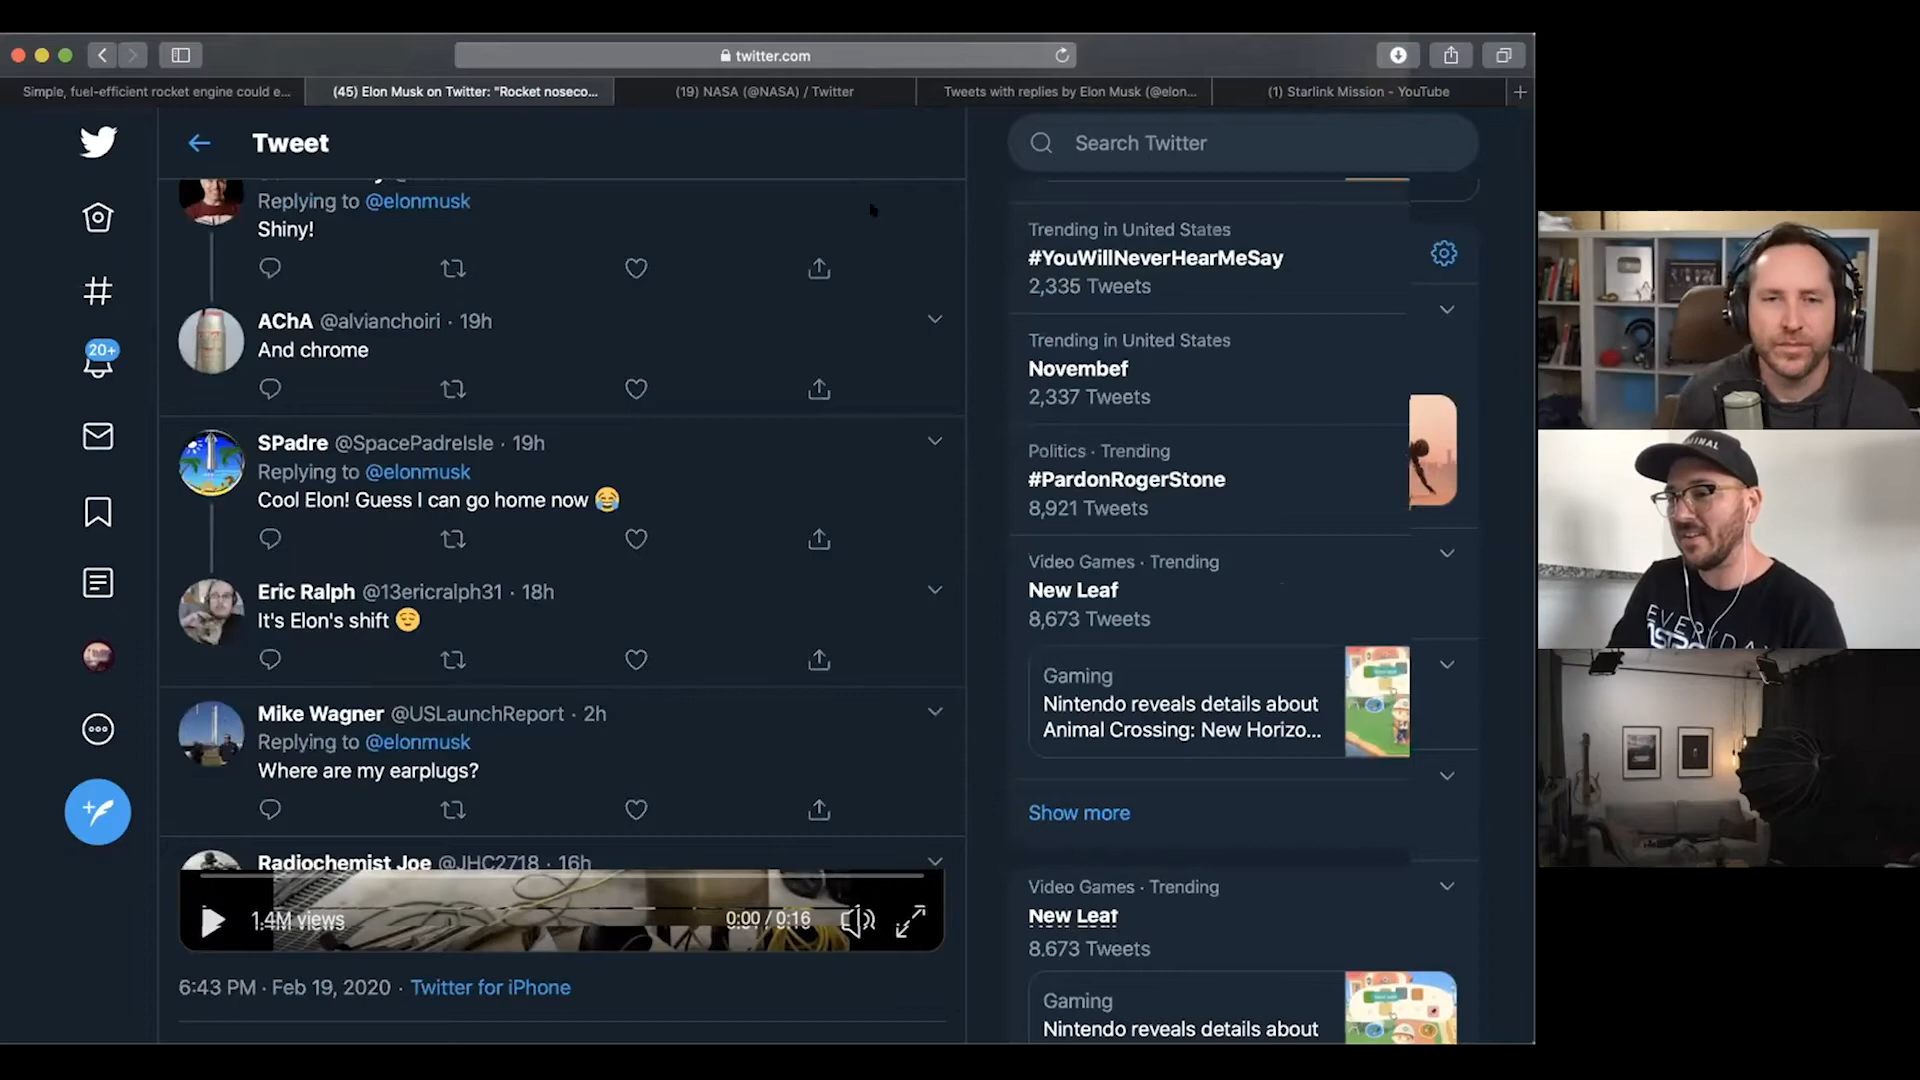 twitter.com
Simple, fuel-efficient rocket engine could e...
(45) Elon Musk on Twitter: "Rocket noseco...
(19) NASA (@NASA) / Twitter
Tweets with replies by Elon Musk (@elon...
(1) Starlink Mission - YouTube
Tweet
Search Twitter
20+
Replying to @elonmusk
Shiny!
AChA @alvianchoiri · 19h
And chrome
SPadre @SpacePadreIsle · 19h
Replying to @elonmusk
Cool Elon! Guess I can go home now 😂
Eric Ralph @13ericralph31 · 18h
It's Elon's shift 😌
Mike Wagner @USLaunchReport · 2h
Replying to @elonmusk
Where are my earplugs?
Radiochemist Joe @JHC2718 · 16h
1.4M views
0:00 / 0:16
6:43 PM · Feb 19, 2020 · Twitter for iPhone
Trending in United States
#YouWillNeverHearMeSay
2,335 Tweets
Trending in United States
Novembef
2,337 Tweets
Politics · Trending
#PardonRogerStone
8,921 Tweets
Video Games · Trending
New Leaf
8,673 Tweets
Gaming
Nintendo reveals details about
Animal Crossing: New Horizo...
Show more
Video Games · Trending
New Leaf
8.673 Tweets
Gaming
Nintendo reveals details about
EVERYDAY